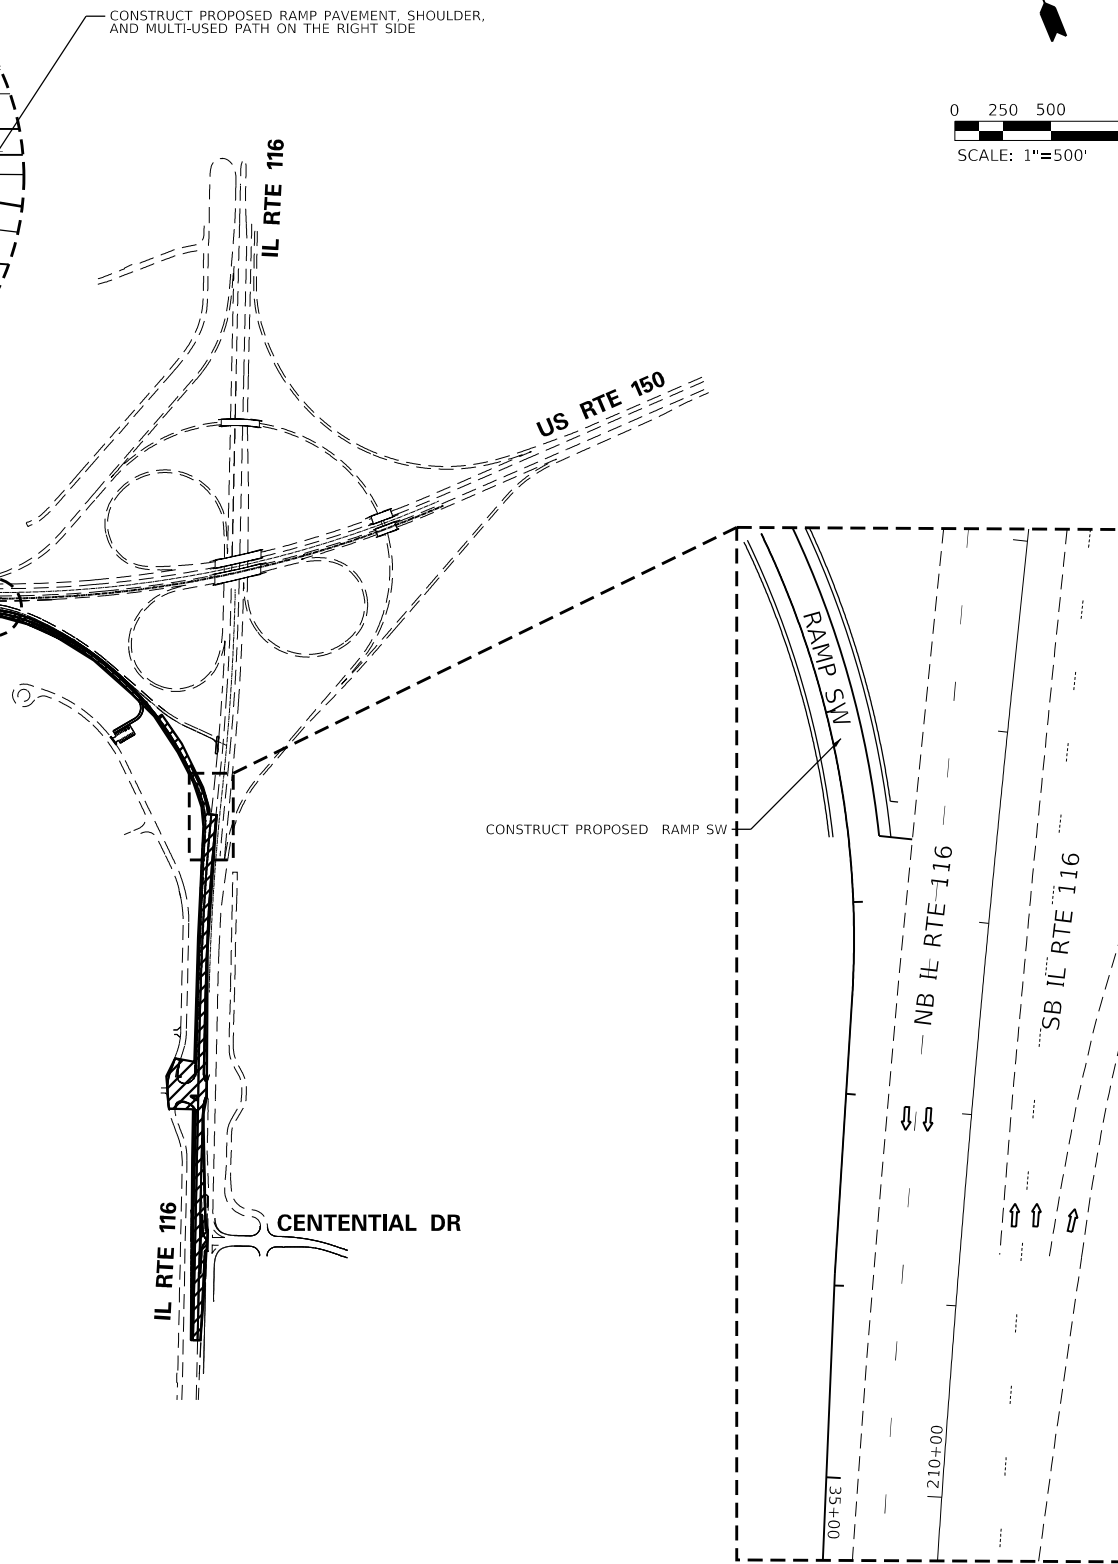 CONSTRUCT PROPOSED RAMP PAVEMENT, SHOULDER,
AND MULTI-USED PATH ON THE RIGHT SIDE
0 250 500
SCALE: 1"=500'
IL RTE 116
US RTE 150
RAMP SW
CONSTRUCT PROPOSED RAMP SW
NB IL RTE 116
SB IL RTE 116
IL RTE 116
CENTENTIAL DR
210+00
35+00